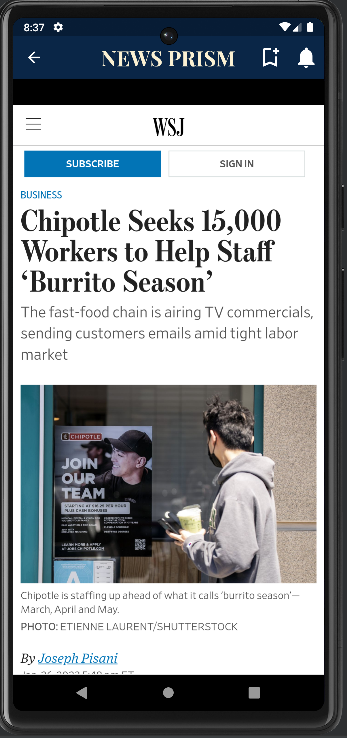 8:37
NEWS PRISM
WSJ
SUBSCRIBE
SIGN IN
BUSINESS
Chipotle Seeks 15,000
Workers to Help Staff
‘Burrito Season’
The fast-food chain is airing TV commercials,
sending customers emails amid tight labor
market
CHIPOTLE
JOIN
OUR
TEAM
Chipotle is staffing up ahead of what it calls ‘burrito season’—
March, April and May.
PHOTO: ETIENNE LAURENT/SHUTTERSTOCK
By Joseph Pisani